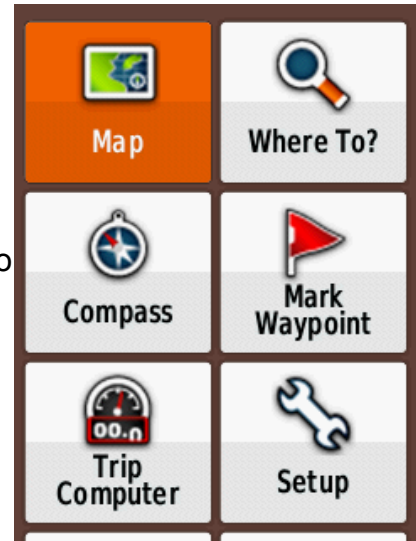 Map
Where To?
o
Compass
Mark
Waypoint
00.0
Trip
Computer
Setup